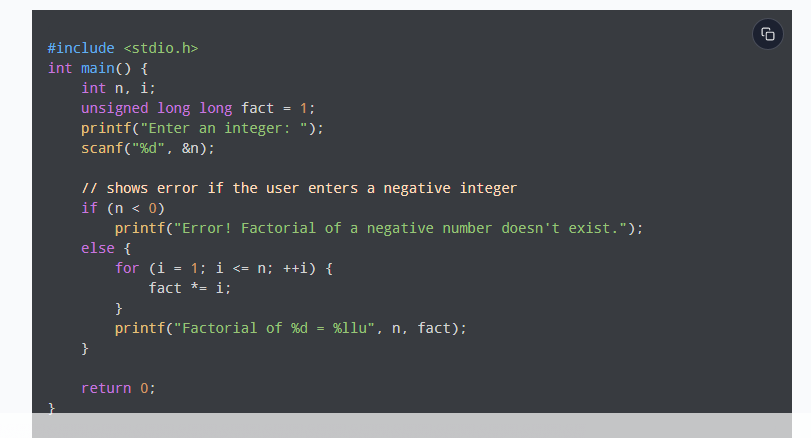 #include <stdio.h>
int main() {
    int n, i;
    unsigned long long fact = 1;
    printf("Enter an integer: ");
    scanf("%d", &n);

    // shows error if the user enters a negative integer
    if (n < 0)
        printf("Error! Factorial of a negative number doesn't exist.");
    else {
        for (i = 1; i <= n; ++i) {
            fact *= i;
        }
        printf("Factorial of %d = %llu", n, fact);
    }

    return 0;
}